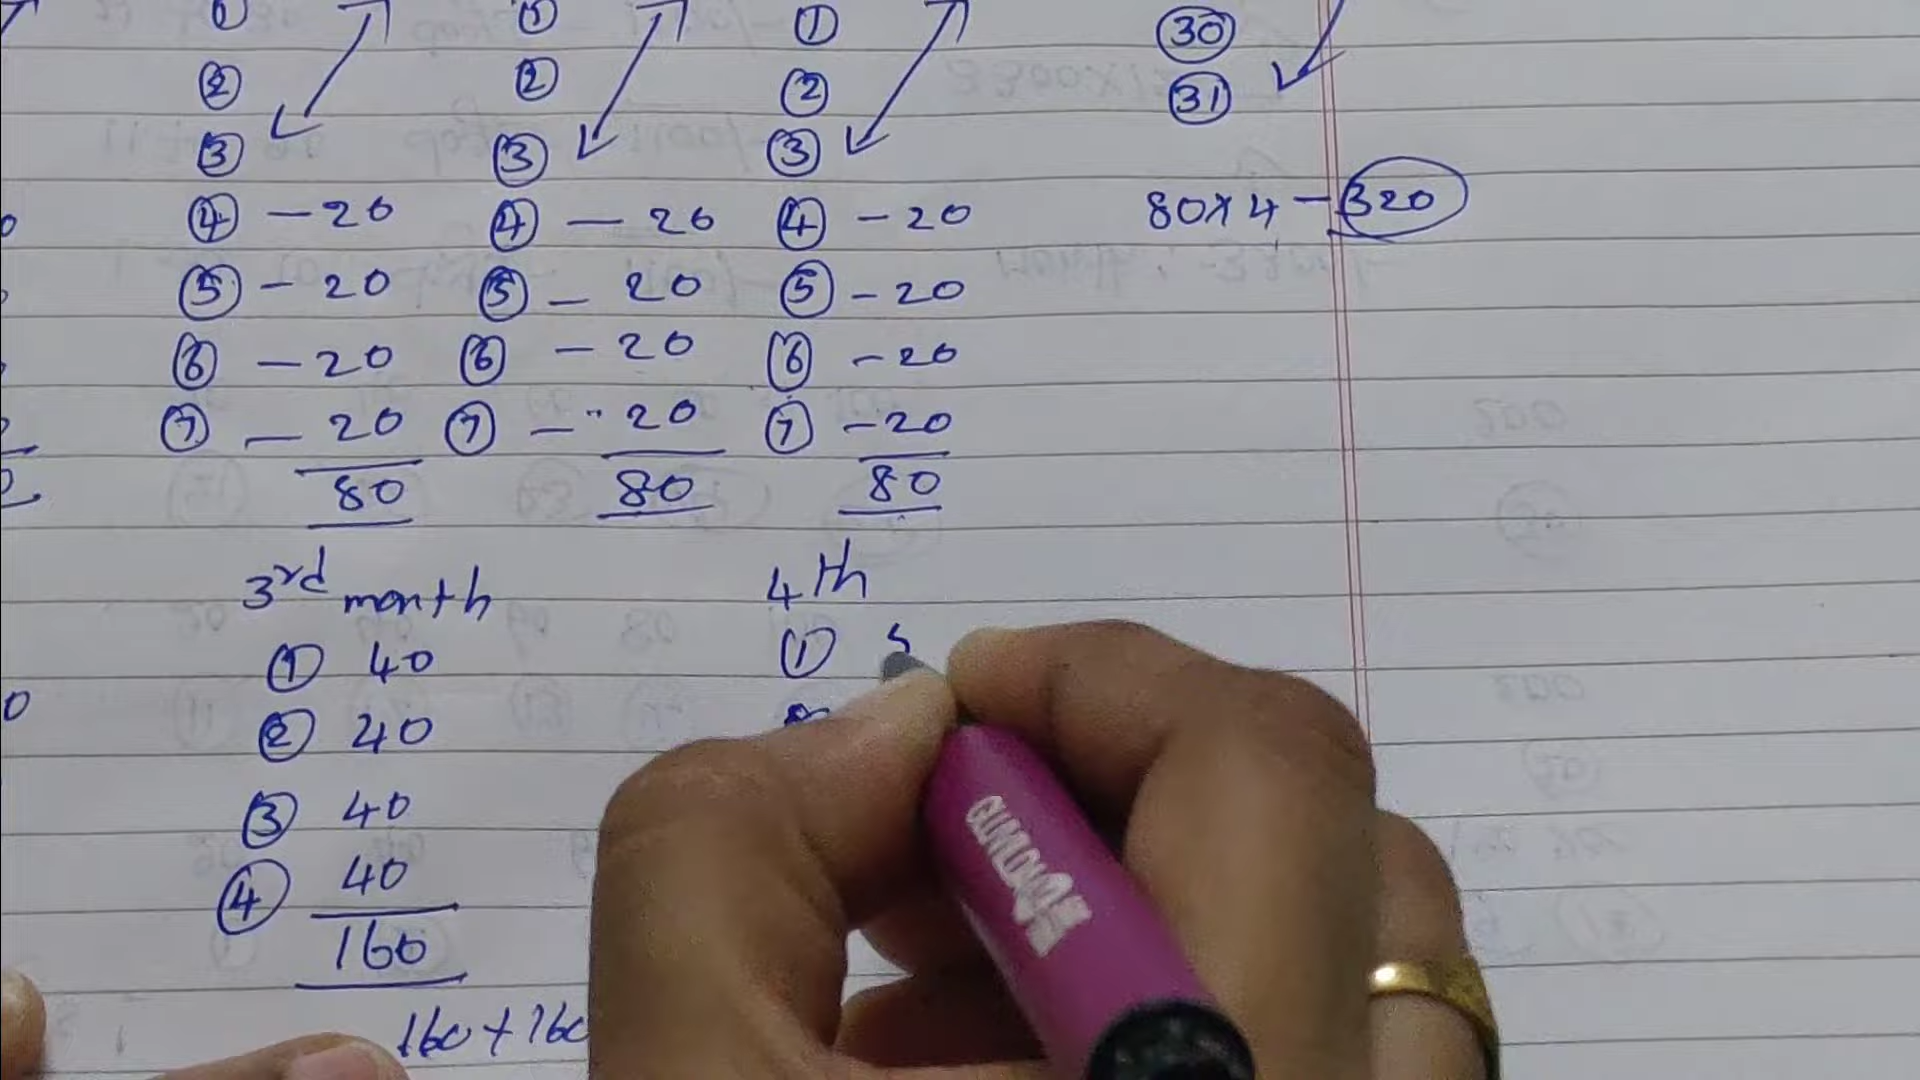 ① ① ① 30
② ② ② 31
③ ③ ③
④ - 20 ④ - 20 ④ - 20 80 x 4 - 320
⑤ - 20 ⑤ - 20 ⑤ - 20
⑥ - 20 ⑥ - 20 ⑥ - 20
⑦ - 20 ⑦ - 20 ⑦ - 20
80 80 80
3rd month 4th
① 40 ①
② 40
③ 40
④ 40
160
160 + 160